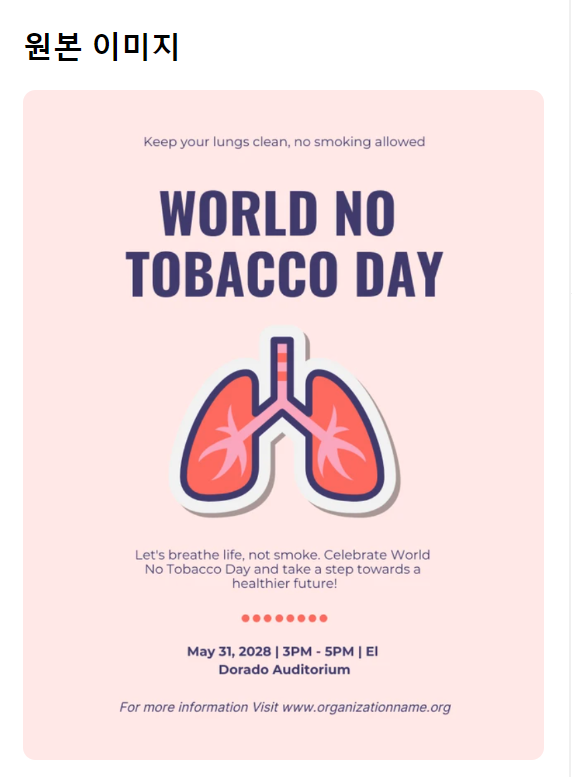 원본 이미지
Keep your lungs clean, no smoking allowed
WORLD NO
TOBACCO DAY
Let's breathe life, not smoke. Celebrate World
No Tobacco Day and take a step towards a
healthier future!
May 31, 2028 | 3PM - 5PM | El
Dorado Auditorium
For more information Visit www.organizationname.org